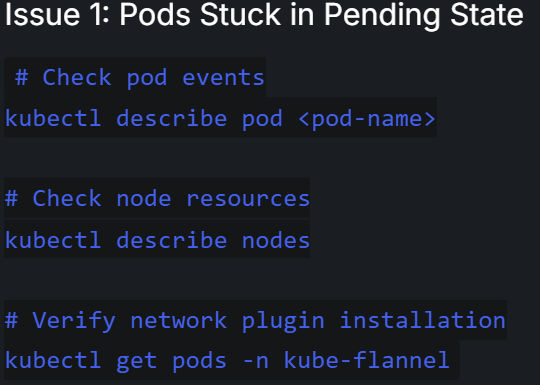 Issue 1: Pods Stuck in Pending State
# Check pod events
kubectl describe pod <pod-name>
# Check node resources
kubectl describe nodes
# Verify network plugin installation
kubectl get pods -n kube-flannel